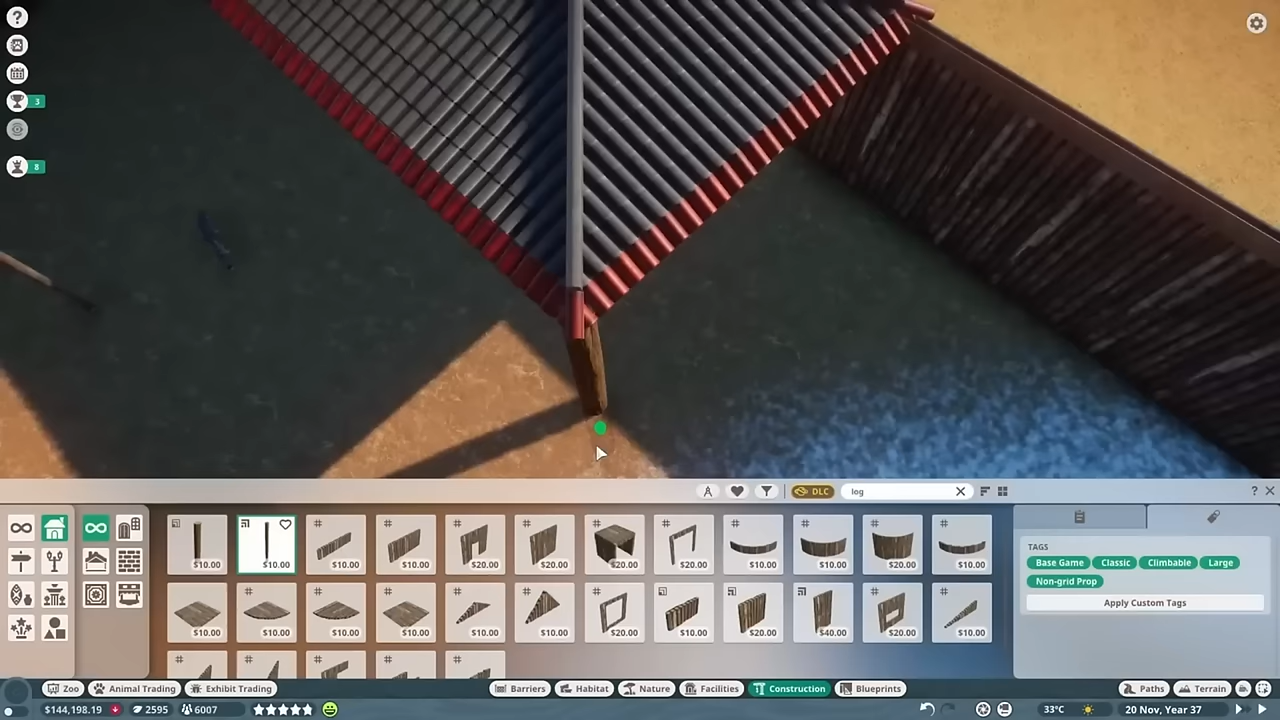 ?
3
8
DLC
log
?
$10.00 $10.00 $10.00 $10.00 $20.00 $20.00 $20.00 $20.00 $10.00 $10.00 $20.00 $10.00
$10.00 $10.00 $10.00 $10.00 $10.00 $10.00 $20.00 $10.00 $20.00 $40.00 $20.00 $10.00
TAGS
Base Game Classic Climbable Large
Non-grid Prop
Apply Custom Tags
Zoo Animal Trading Exhibit Trading Barriers Habitat Nature Facilities Construction Blueprints Paths Terrain
$144,198.19 2595 6007 33°C 20 Nov, Year 37